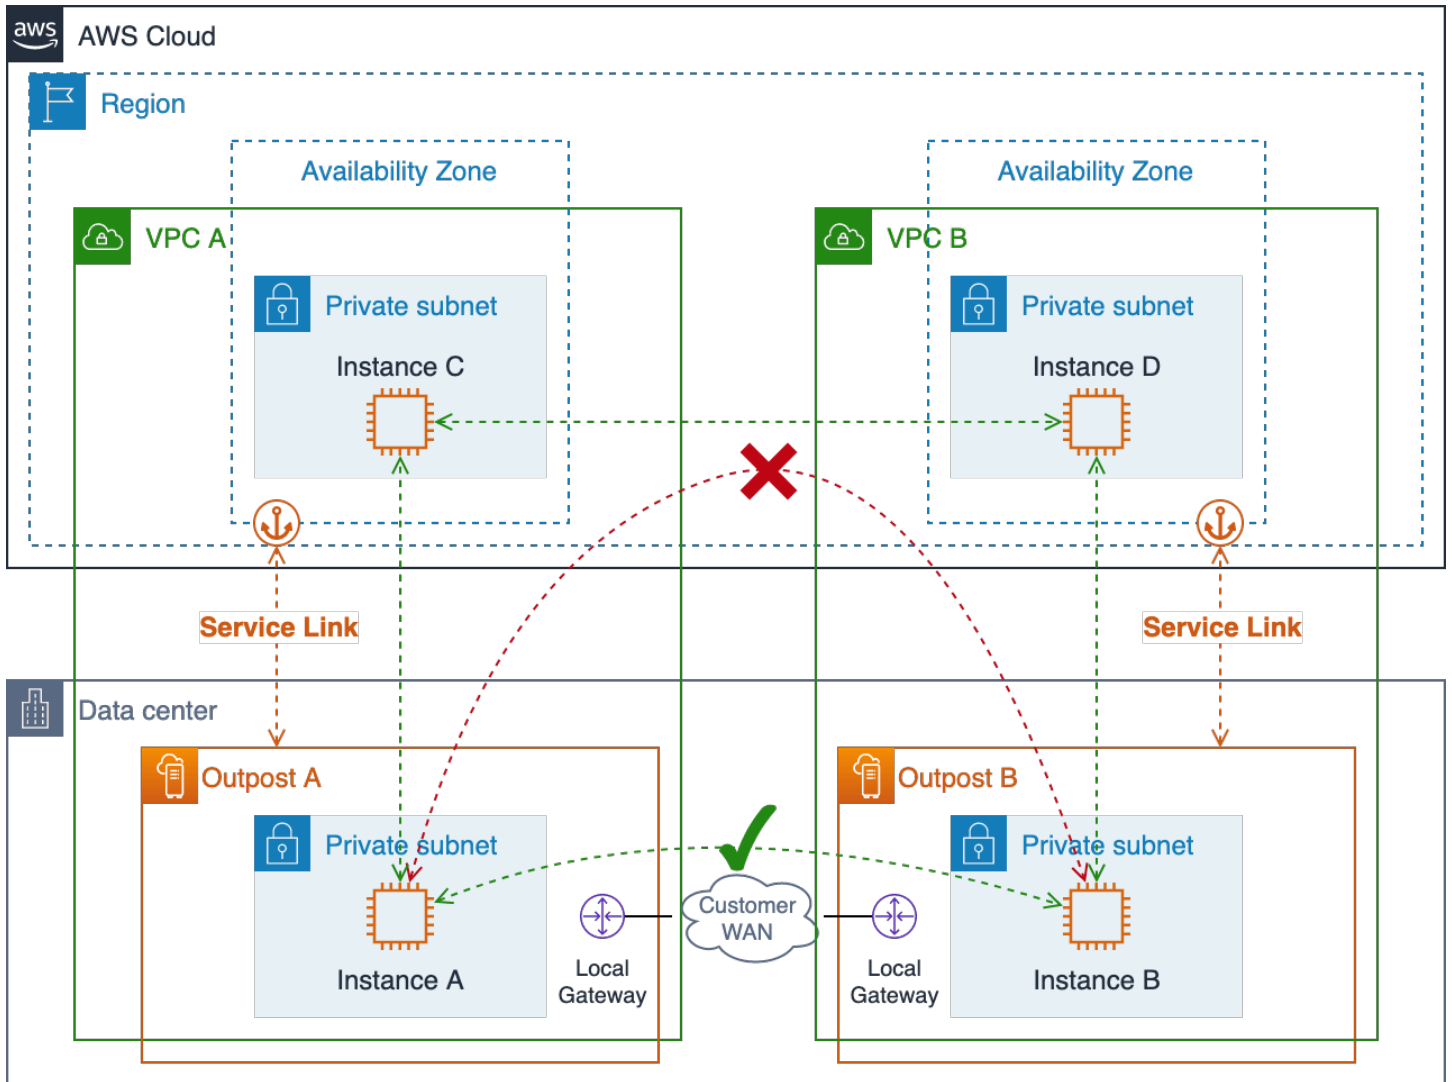 aws
AWS Cloud
Region
Availability Zone
Availability Zone
VPC A
VPC B
Private subnet
Private subnet
Instance C
Instance D
Service Link
Service Link
Data center
Outpost A
Outpost B
Private subnet
Private subnet
Customer
WAN
Local
Gateway
Local
Gateway
Instance A
Instance B